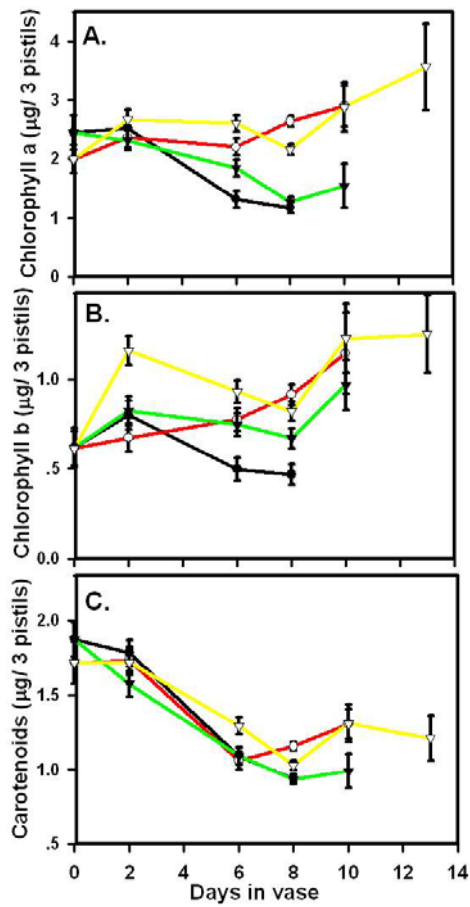 A.
Chlorophyll a (µg/ 3 pistils)
4
3
2
1
0
B.
Chlorophyll b (µg/ 3 pistils)
1.0
.5
0.0
C.
Carotenoids (µg/ 3 pistils)
2.0
1.5
1.0
.5
0 2 4 6 8 10 12 14
Days in vase